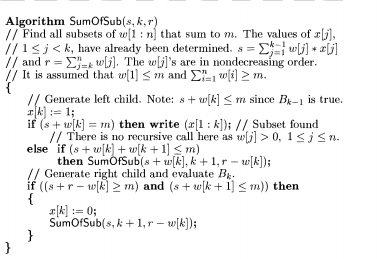 Algorithm SumOfSub(s, k, r)
// Find all subsets of w[1 : n] that sum to m. The values of x[j],
// 1 ≤ j < k, have already been determined. s = ∑_{j=1}^{k−1} w[j] * x[j]
// and r = ∑_{j=k}^{n} w[j]. The w[j]'s are in nondecreasing order.
// It is assumed that w[1] ≤ m and ∑_{i=1}^{n} w[i] ≥ m.
{
// Generate left child. Note: s + w[k] ≤ m since B_{k−1} is true.
x[k] := 1;
if (s + w[k] = m) then write (x[1 : k]); // Subset found
// There is no recursive call here as w[j] > 0, 1 ≤ j ≤ n.
else if (s + w[k] + w[k + 1] ≤ m)
then SumOfSub(s + w[k], k + 1, r − w[k]);
// Generate right child and evaluate B_k.
if ((s + r − w[k] ≥ m) and (s + w[k + 1] ≤ m)) then
{
x[k] := 0;
SumOfSub(s, k + 1, r − w[k]);
}
}